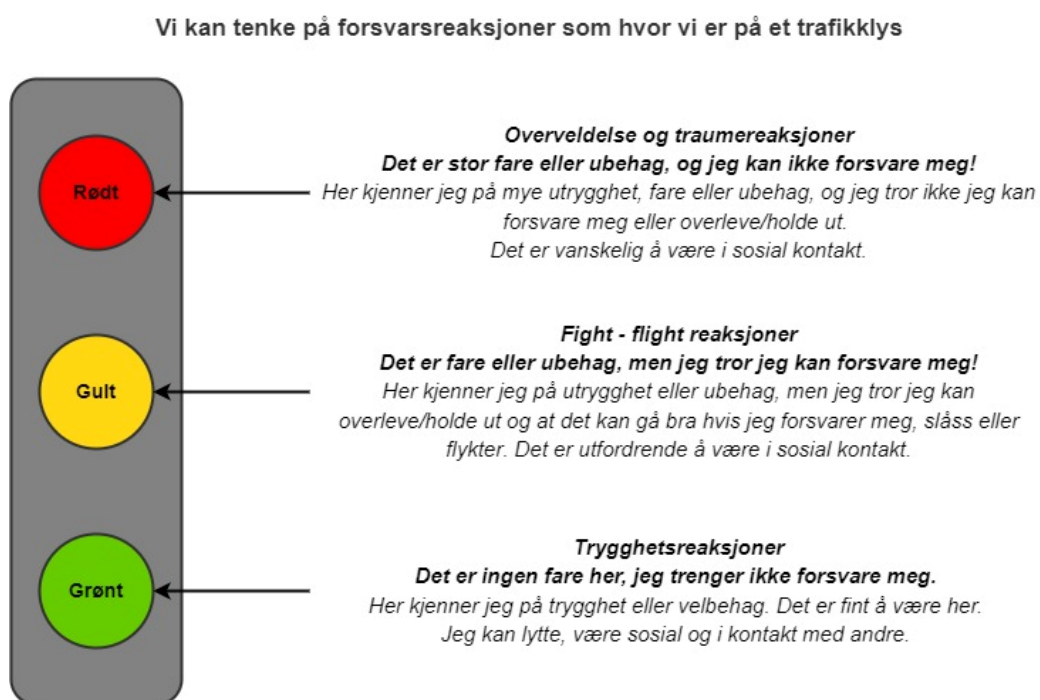 Vi kan tenke på forsvarsreaksjoner som hvor vi er på et trafikklys
Rødt
Overveldelse og traumereaksjoner
Det er stor fare eller ubehag, og jeg kan ikke forsvare meg!
Her kjenner jeg på mye utrygghet, fare eller ubehag, og jeg tror ikke jeg kan
forsvare meg eller overleve/holde ut.
Det er vanskelig å være i sosial kontakt.
Gult
Fight - flight reaksjoner
Det er fare eller ubehag, men jeg tror jeg kan forsvare meg!
Her kjenner jeg på utrygghet eller ubehag, men jeg tror jeg kan
overleve/holde ut og at det kan gå bra hvis jeg forsvarer meg, slåss eller
flykter. Det er utfordrende å være i sosial kontakt.
Grønt
Trygghetsreaksjoner
Det er ingen fare her, jeg trenger ikke forsvare meg.
Her kjenner jeg på trygghet eller velbehag. Det er fint å være her.
Jeg kan lytte, være sosial og i kontakt med andre.